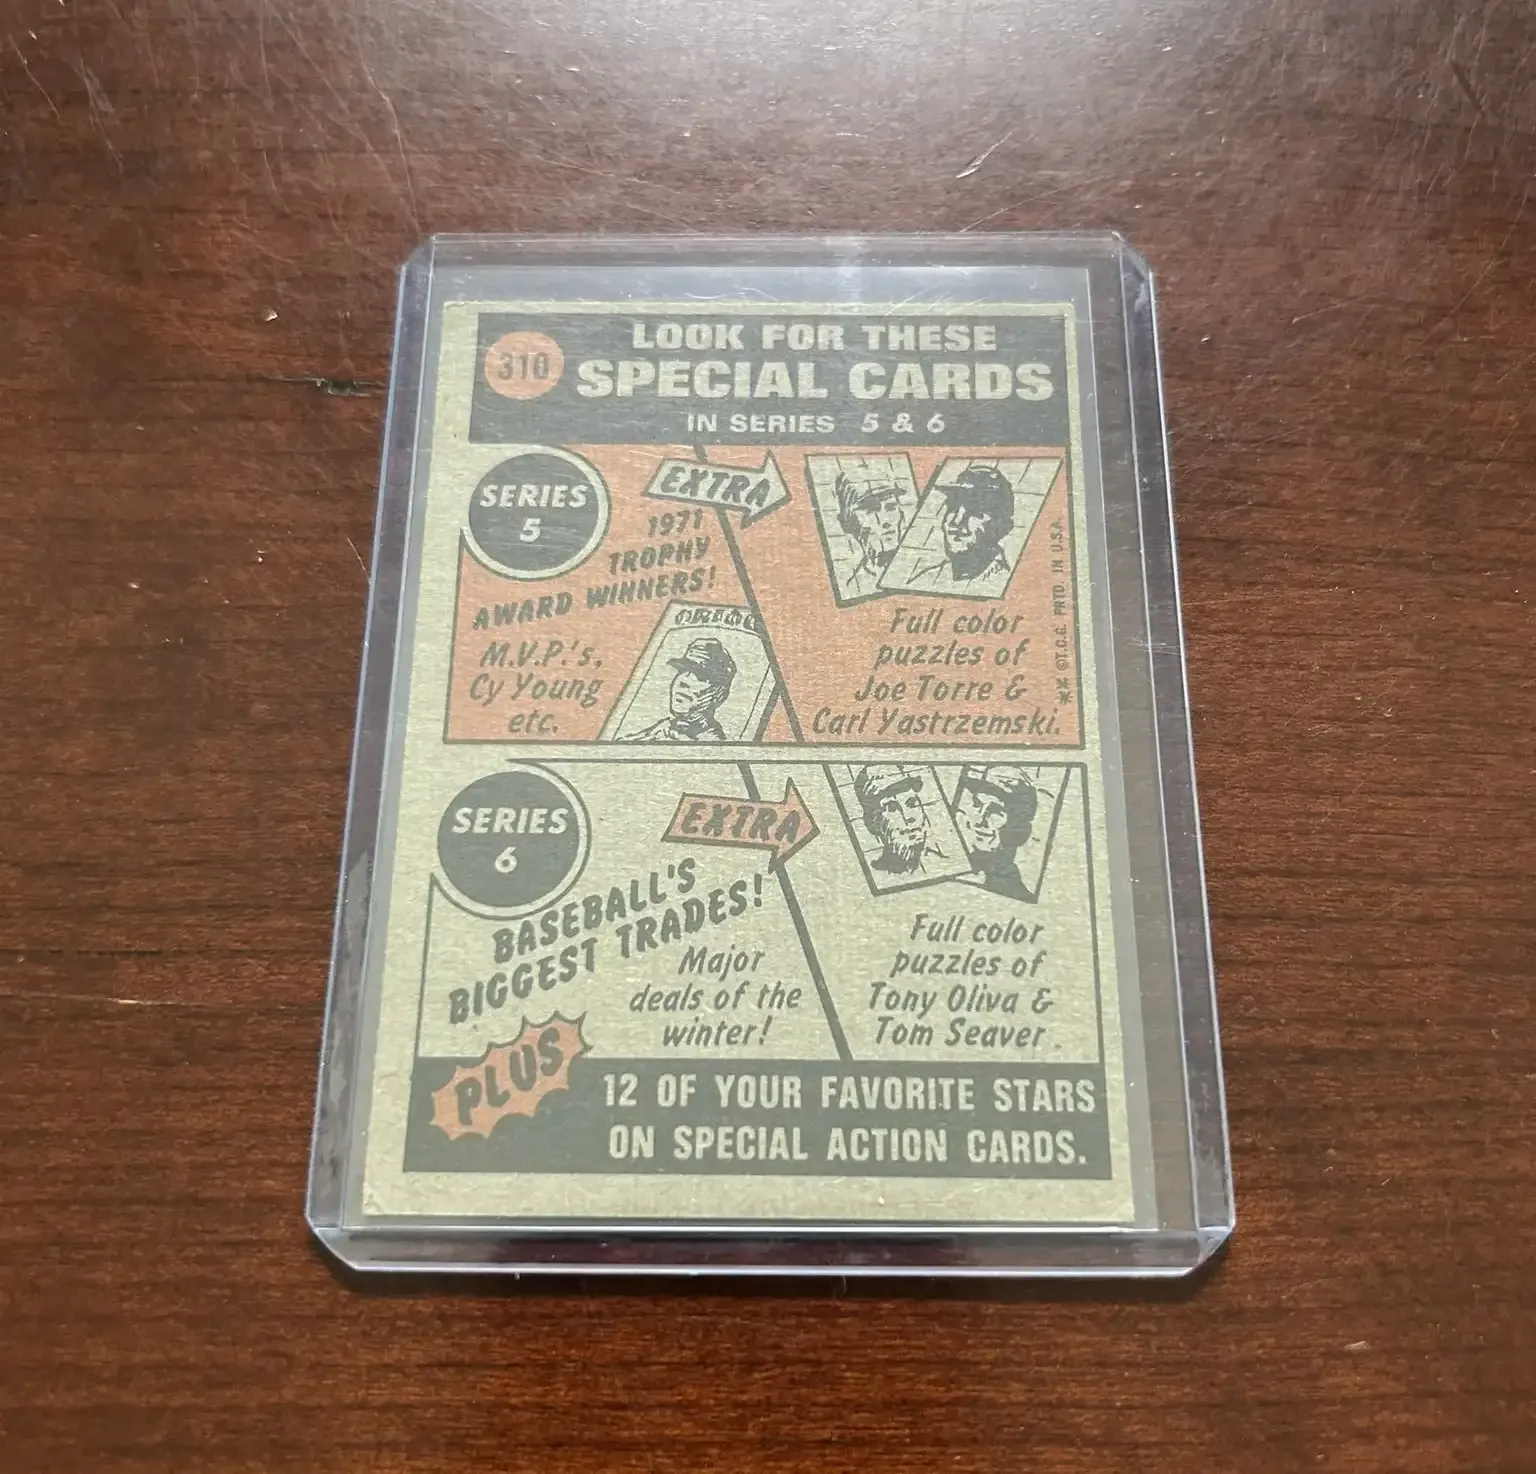 310
LOOK FOR THESE
SPECIAL CARDS
IN SERIES 5 & 6
SERIES
5
EXTRA
1971
TROPHY
AWARD WINNERS!
M.V.P.'s,
Cy Young
etc.
Full color
puzzles of
Joe Torre &
Carl Yastrzemski.
** ©T.C.G. PRTD. IN U.S.A.
SERIES
6
EXTRA
BASEBALL'S
BIGGEST TRADES!
Major
deals of the
winter!
Full color
puzzles of
Tony Oliva &
Tom Seaver.
PLUS
12 OF YOUR FAVORITE STARS
ON SPECIAL ACTION CARDS.